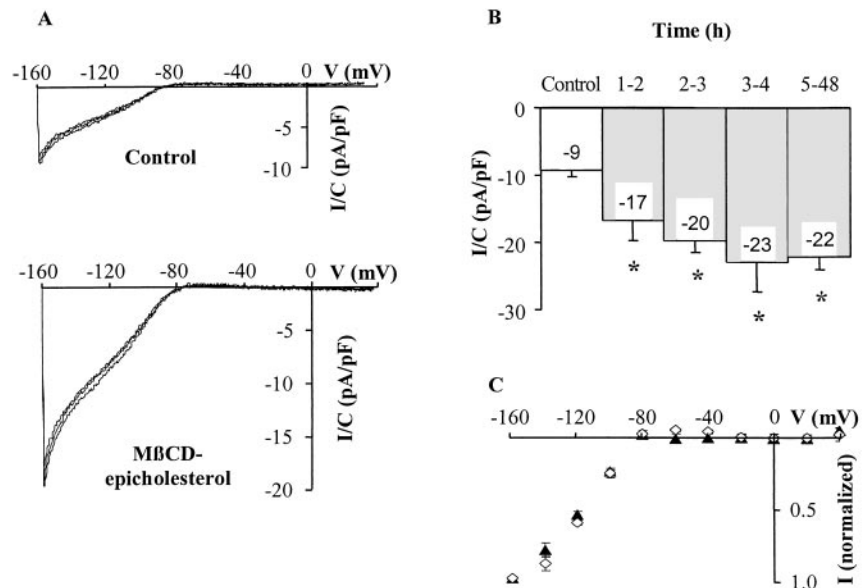 A
-160 -120 -80 -40 0 V (mV)
-5
-10
I/C (pA/pF)
Control
-160 -120 -80 -40 0 V (mV)
-5
-10
-15
-20
I/C (pA/pF)
MßCD-
epicholesterol
B
Time (h)
Control 1-2 2-3 3-4 5-48
0
-10
-20
-30
I/C (pA/pF)
-9
-17
-20
-23
-22
* * * *
C
-160 -120 -80 -40 0 V (mV)
0.5
1.0
I (normalized)